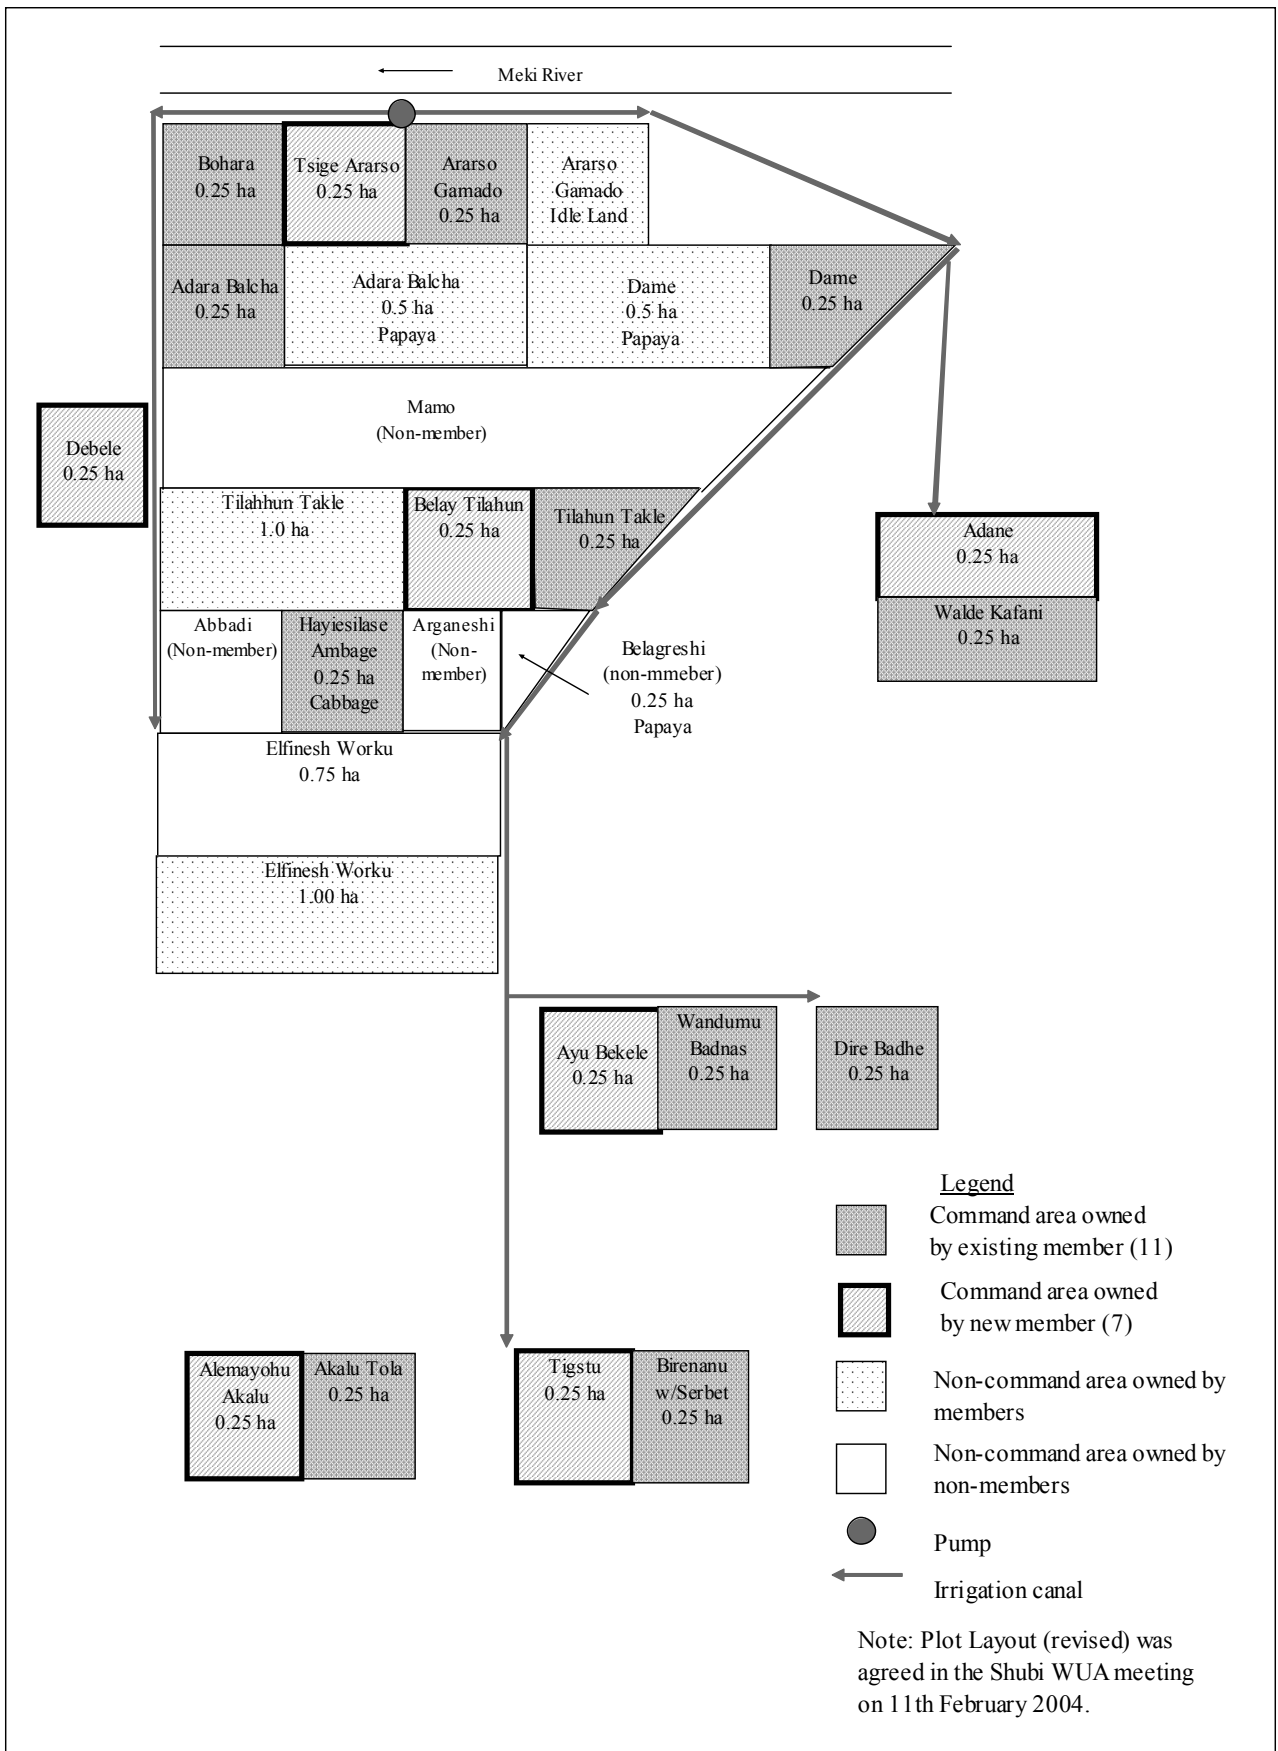 Meki River
Bohara
0.25 ha
Tsige Ararso
0.25 ha
Ararso
Gamado
0.25 ha
Ararso
Gamado
Idle Land
Adara Balcha
0.25 ha
Adara Balcha
0.5 ha
Papaya
Dame
0.5 ha
Papaya
Dame
0.25 ha
Mamo
(Non-member)
Debele
0.25 ha
Tilahhun Takle
1.0 ha
Belay Tilahun
0.25 ha
Tilahun Takle
0.25 ha
Adane
0.25 ha
Walde Kafani
0.25 ha
Abbadi
(Non-member)
Hayiesilase
Ambage
0.25 ha
Cabbage
Arganeshi
(Non-
member)
Belagreshi
(non-mmeber)
0.25 ha
Papaya
Elfinesh Worku
0.75 ha
Elfinesh Worku
1.00 ha
Ayu Bekele
0.25 ha
Wandumu
Badnas
0.25 ha
Dire Badhe
0.25 ha
Alemayohu
Akalu
0.25 ha
Akalu Tola
0.25 ha
Tigstu
0.25 ha
Birenanu
w/Serbet
0.25 ha
Legend
Command area owned
by existing member (11)
Command area owned
by new member (7)
Non-command area owned by
members
Non-command area owned by
non-members
Pump
Irrigation canal
Note: Plot Layout (revised) was
agreed in the Shubi WUA meeting
on 11th February 2004.